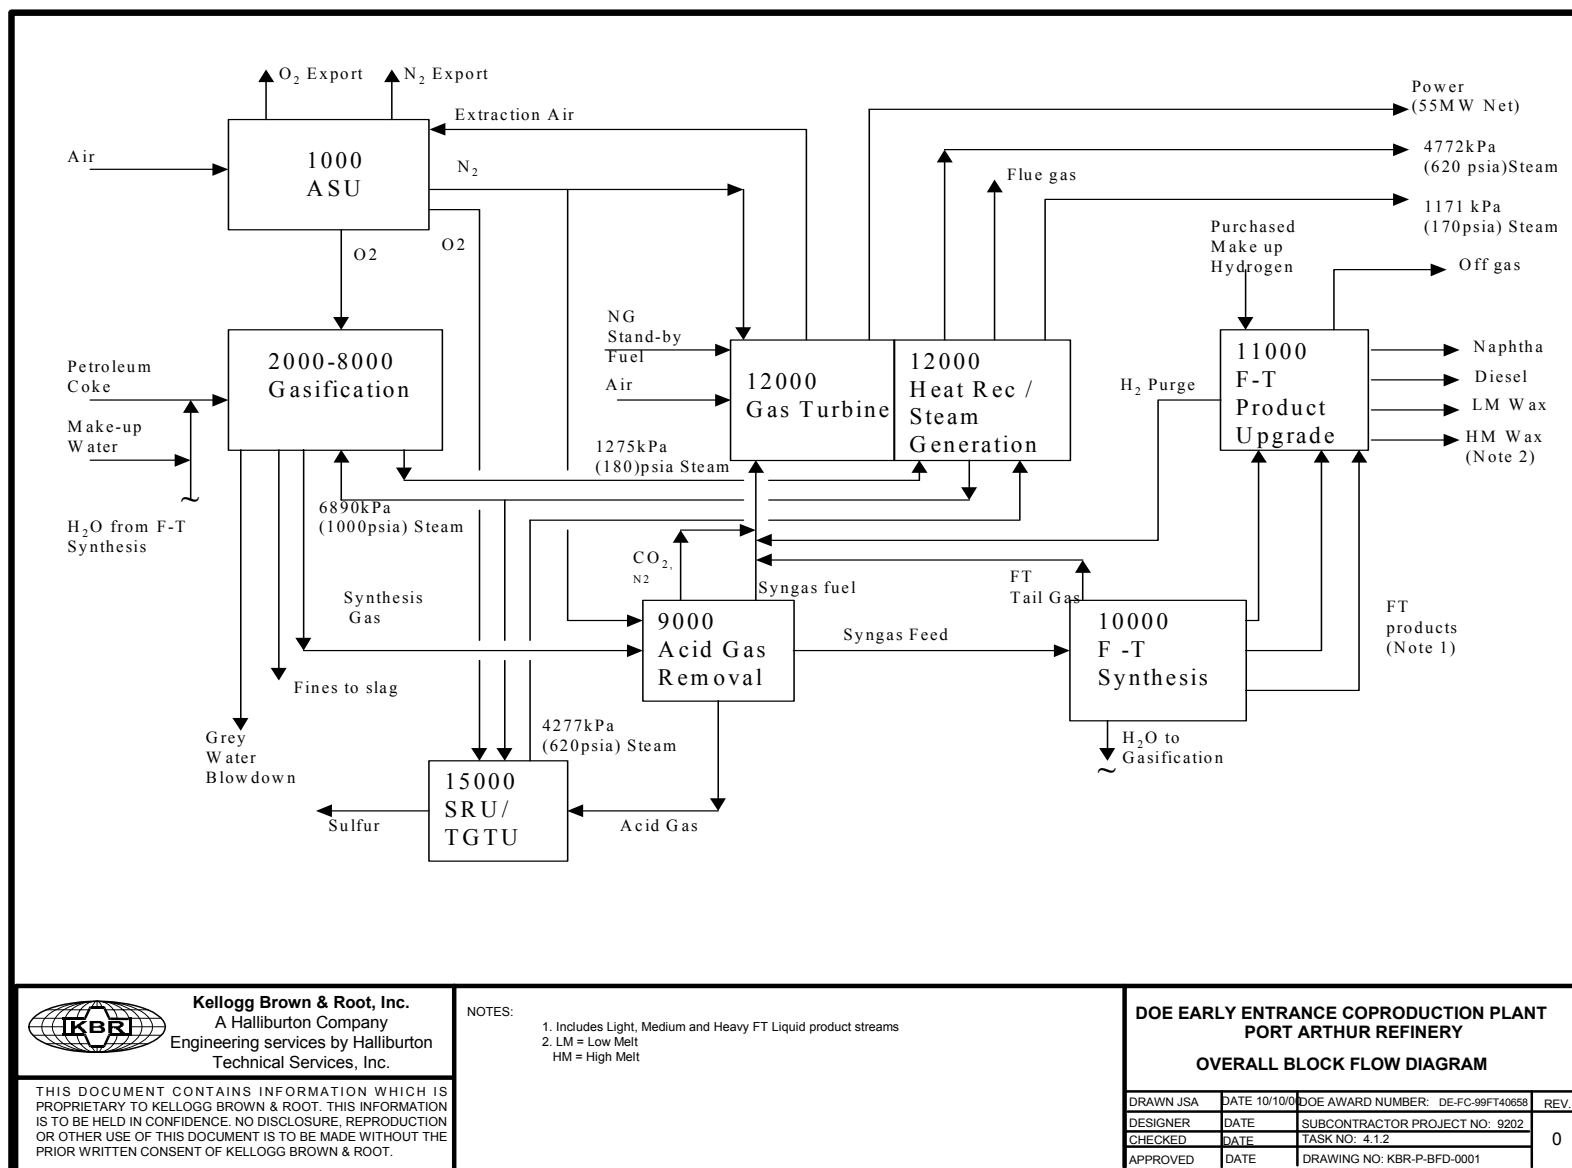 O2 Export
N2 Export
Extraction Air
Power
(55MW Net)
Air
1000
ASU
N2
4772kPa
(620 psia)Steam
Flue gas
1171 kPa
(170psia) Steam
O2
O2
Purchased
Make up
Hydrogen
Off gas
NG
Stand-by
Fuel
Air
Petroleum
Coke
Make-up
Water
2000-8000
Gasification
12000
Gas Turbine
12000
Heat Rec /
Steam
Generation
H2 Purge
11000
F-T
Product
Upgrade
Naphtha
Diesel
LM Wax
HM Wax
(Note 2)
1275kPa
(180)psia Steam
6890kPa
(1000psia) Steam
H2O from F-T
Synthesis
~
CO2,
N2
Syngas fuel
FT
Tail Gas
Synthesis
Gas
9000
Acid Gas
Removal
Syngas Feed
10000
F -T
Synthesis
FT
products
(Note 1)
Fines to slag
4277kPa
(620psia) Steam
Grey
Water
Blowdown
H2O to
Gasification
~
15000
SRU/
TGTU
Sulfur
Acid Gas
KBR
Kellogg Brown & Root, Inc.
A Halliburton Company
Engineering services by Halliburton
Technical Services, Inc.
THIS DOCUMENT CONTAINS INFORMATION WHICH IS
PROPRIETARY TO KELLOGG BROWN & ROOT. THIS INFORMATION
IS TO BE HELD IN CONFIDENCE. NO DISCLOSURE, REPRODUCTION
OR OTHER USE OF THIS DOCUMENT IS TO BE MADE WITHOUT THE
PRIOR WRITTEN CONSENT OF KELLOGG BROWN & ROOT.
NOTES:
1. Includes Light, Medium and Heavy FT Liquid product streams
2. LM = Low Melt
HM = High Melt
DOE EARLY ENTRANCE COPRODUCTION PLANT
PORT ARTHUR REFINERY
OVERALL BLOCK FLOW DIAGRAM
DRAWN JSA DATE 10/10/00 DOE AWARD NUMBER: DE-FC-99FT40658 REV.
DESIGNER DATE SUBCONTRACTOR PROJECT NO: 9202
CHECKED DATE TASK NO: 4.1.2 0
APPROVED DATE DRAWING NO: KBR-P-BFD-0001